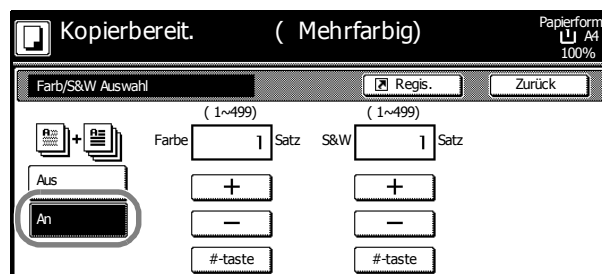 Kopierbereit. ( Mehrfarbig)
Papierform
A4
100%
Farb/S&W Auswahl
Regis.
Zurück
( 1~499) ( 1~499)
Farbe 1 Satz S&W 1 Satz
Aus
+ +
An
− −
#-taste #-taste